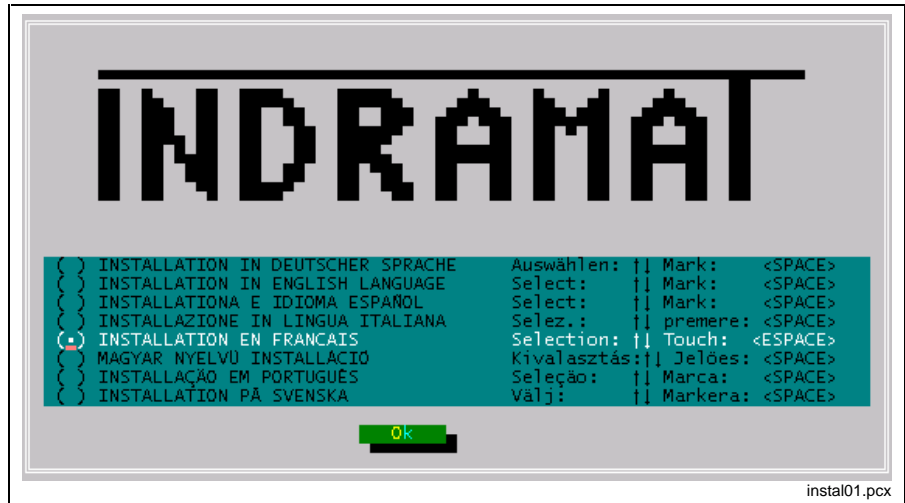 INDRAMAT
( ) INSTALLATION IN DEUTSCHER SPRACHE Auswählen: ↑↓ Mark: <SPACE>
( ) INSTALLATION IN ENGLISH LANGUAGE Select: ↑↓ Mark: <SPACE>
( ) INSTALLATIONA E IDIOMA ESPAÑOL Select: ↑↓ Mark: <SPACE>
( ) INSTALLAZIONE IN LINGUA ITALIANA Selez.: ↑↓ premere: <SPACE>
(▪) INSTALLATION EN FRANCAIS Selection: ↑↓ Touch: <ESPACE>
( ) MAGYAR NYELVÜ INSTALLÁCIÓ Kivalasztás:↑↓ Jelöes: <SPACE>
( ) INSTALLAÇÃO EM PORTUGUÊS Seleção: ↑↓ Marca: <SPACE>
( ) INSTALLATION PÅ SVENSKA Välj: ↑↓ Markera: <SPACE>
Ok
instal01.pcx